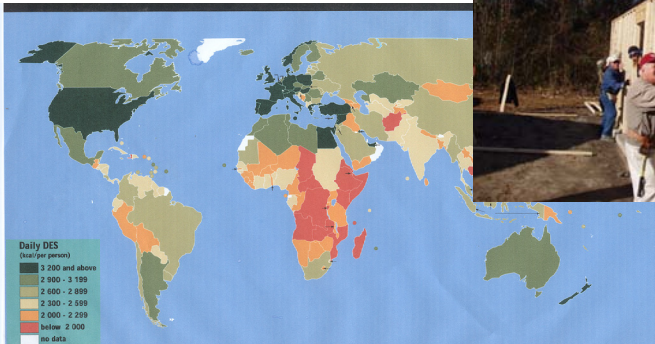 Daily DES
(kcal/per person)
3 200 and above
2 900 - 3 199
2 600 - 2 899
2 300 - 2 599
2 000 - 2 299
below 2 000
no data